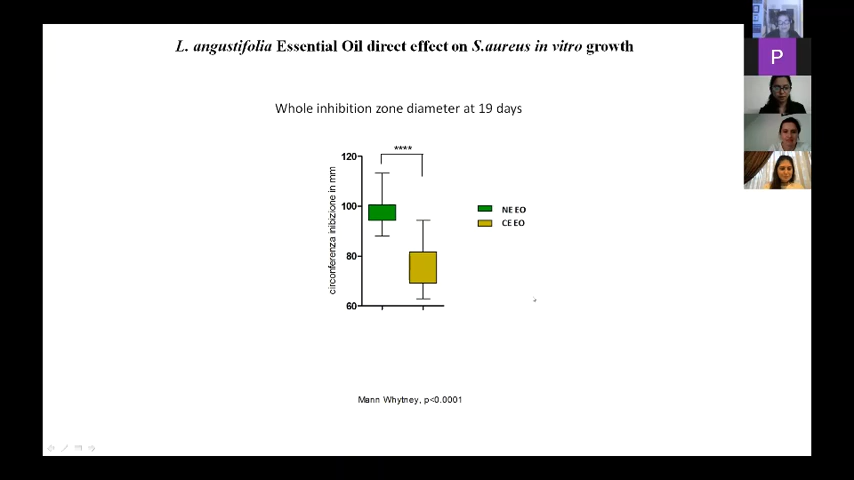 L. angustifolia Essential Oil direct effect on S.aureus in vitro growth
P
Whole inhibition zone diameter at 19 days
****
120
100
80
60
circonferenza inibizione in mm
NE EO
CE EO
Mann Whytney, p<0.0001